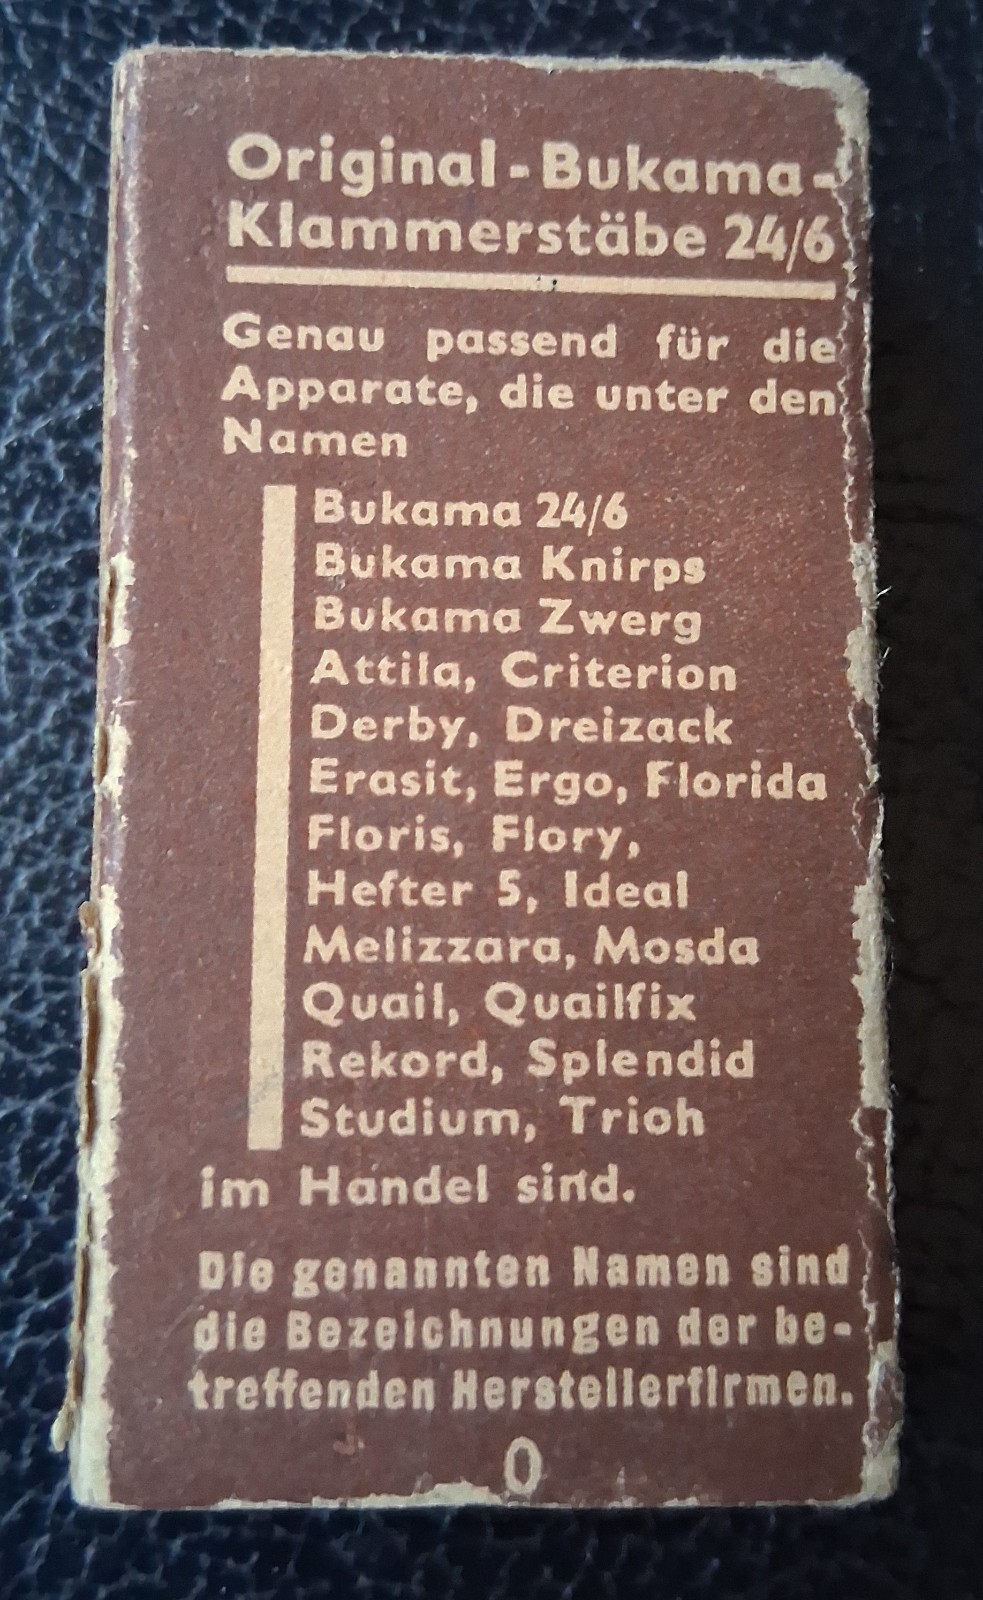 Original-Bukama-
Klammerstäbe 24/6
Genau passend für die
Apparate, die unter den
Namen
Bukama 24/6
Bukama Knirps
Bukama Zwerg
Attila, Criterion
Derby, Dreizack
Erasit, Ergo, Florida
Floris, Flory,
Hefter 5, Ideal
Melizzara, Mosda
Quail, Quailfix
Rekord, Splendid
Studium, Trioh
im Handel sind.
Die genannten Namen sind
die Bezeichnungen der be-
treffenden Herstellerfirmen.
0